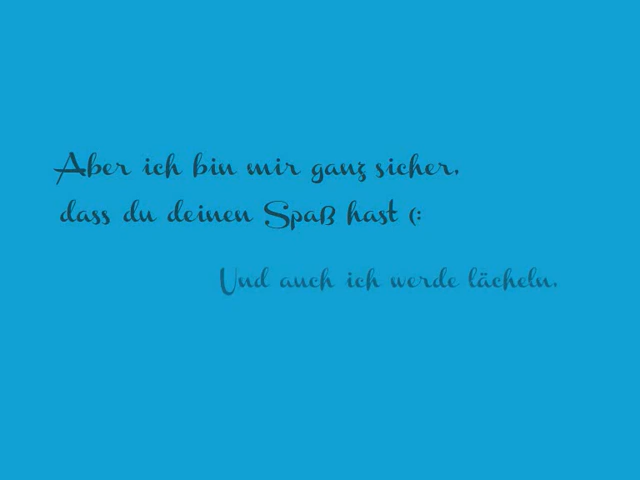 Aber ich bin mir ganz sicher,
dass du deinen Spaß hast (:
Und auch ich werde lächeln.